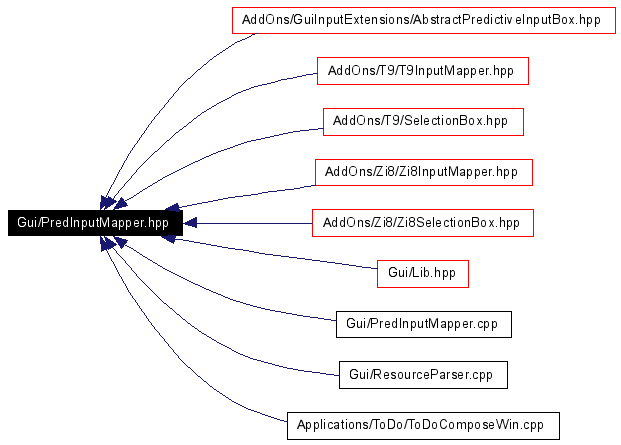 AddOns/GuiInputExtensions/AbstractPredictiveInputBox.hpp
AddOns/T9/T9InputMapper.hpp
AddOns/T9/SelectionBox.hpp
AddOns/Zi8/Zi8InputMapper.hpp
Gui/PredInputMapper.hpp
AddOns/Zi8/Zi8SelectionBox.hpp
Gui/Lib.hpp
Gui/PredInputMapper.cpp
Gui/ResourceParser.cpp
Applications/ToDo/ToDoComposeWin.cpp